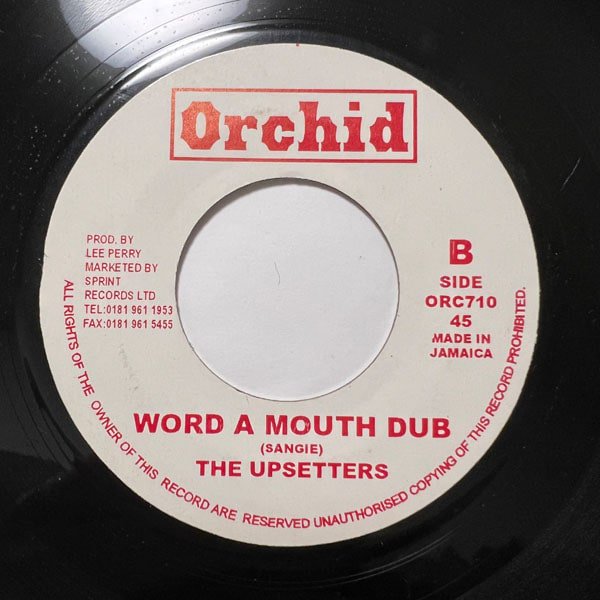 Orchid
PROD. BY
LEE PERRY
MARKETED BY
SPRINT
RECORDS LTD
TEL:0181 961 1953
FAX:0181 961 5455
B
SIDE
ORC710
45
MADE IN
JAMAICA
WORD A MOUTH DUB
(SANGIE)
THE UPSETTERS
ALL RIGHTS OF THE OWNER OF THIS RECORD ARE RESERVED UNAUTHORISED COPYING OF THIS RECORD PROHIBITED.